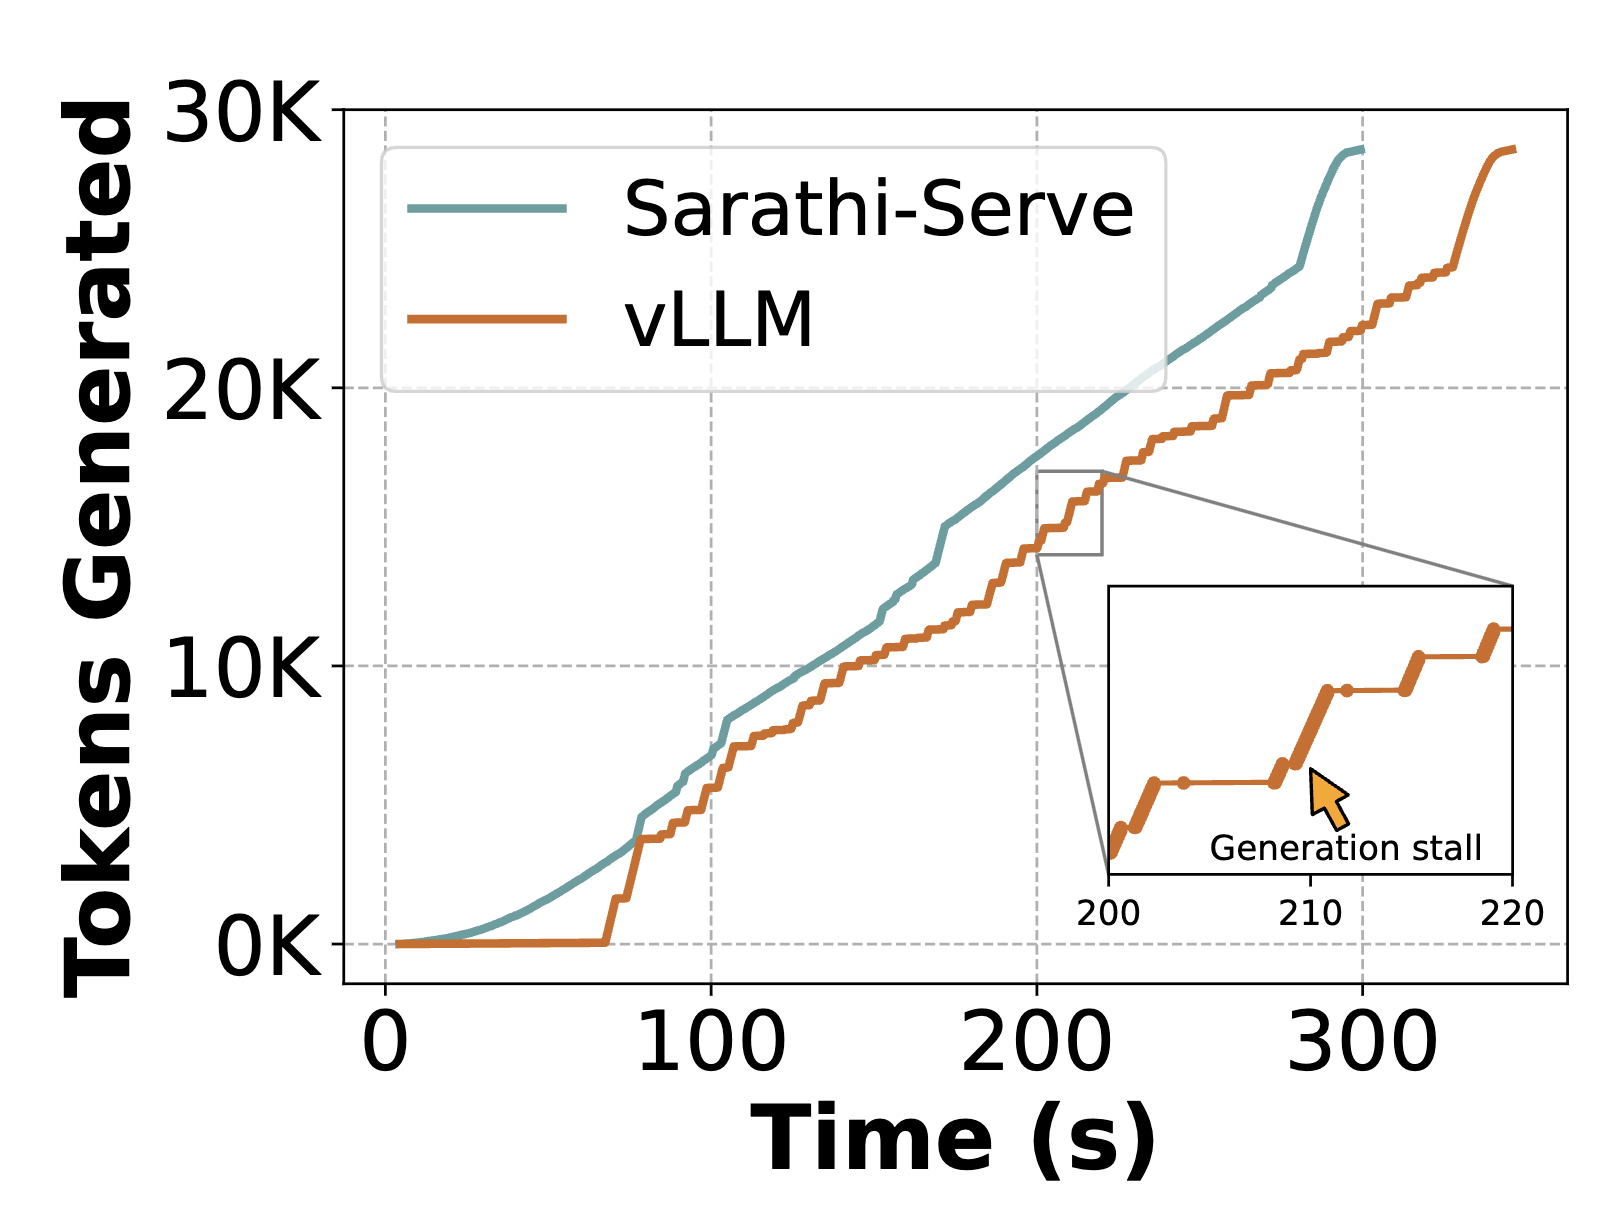 Tokens Generated
30K
20K
10K
0K
Sarathi-Serve
vLLM
Generation stall
200 210 220
0 100 200 300
Time (s)